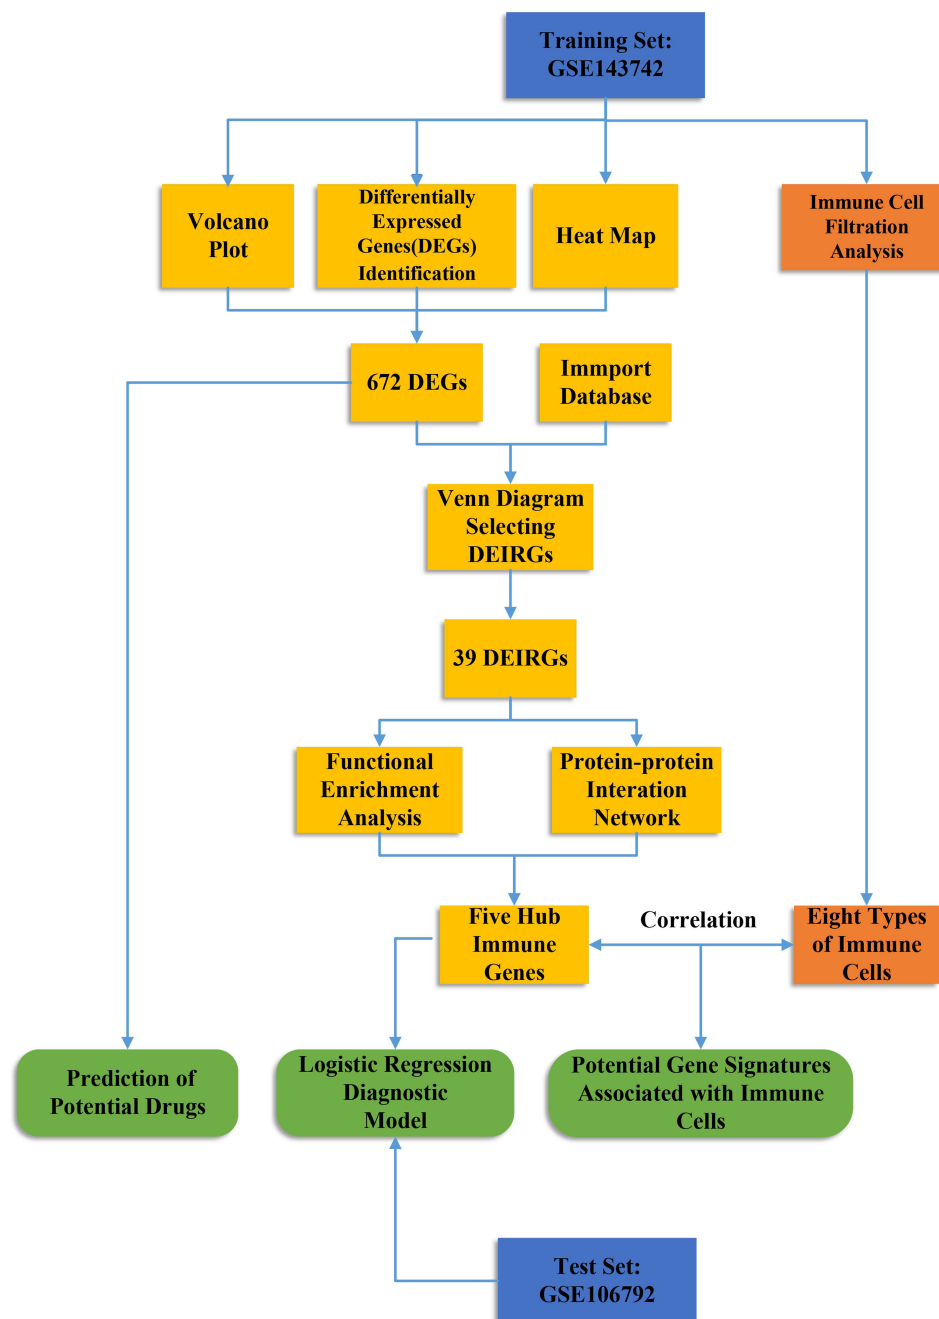 Training Set:
GSE143742
Volcano
Plot
Differentially
Expressed
Genes(DEGs)
Identification
Heat Map
Immune Cell
Filtration
Analysis
672 DEGs
Immport
Database
Venn Diagram
Selecting
DEIRGs
39 DEIRGs
Functional
Enrichment
Analysis
Protein-protein
Interation
Network
Five Hub
Immune
Genes
Correlation
Eight Types
of Immune
Cells
Prediction of
Potential Drugs
Logistic Regression
Diagnostic
Model
Potential Gene Signatures
Associated with Immune
Cells
Test Set:
GSE106792